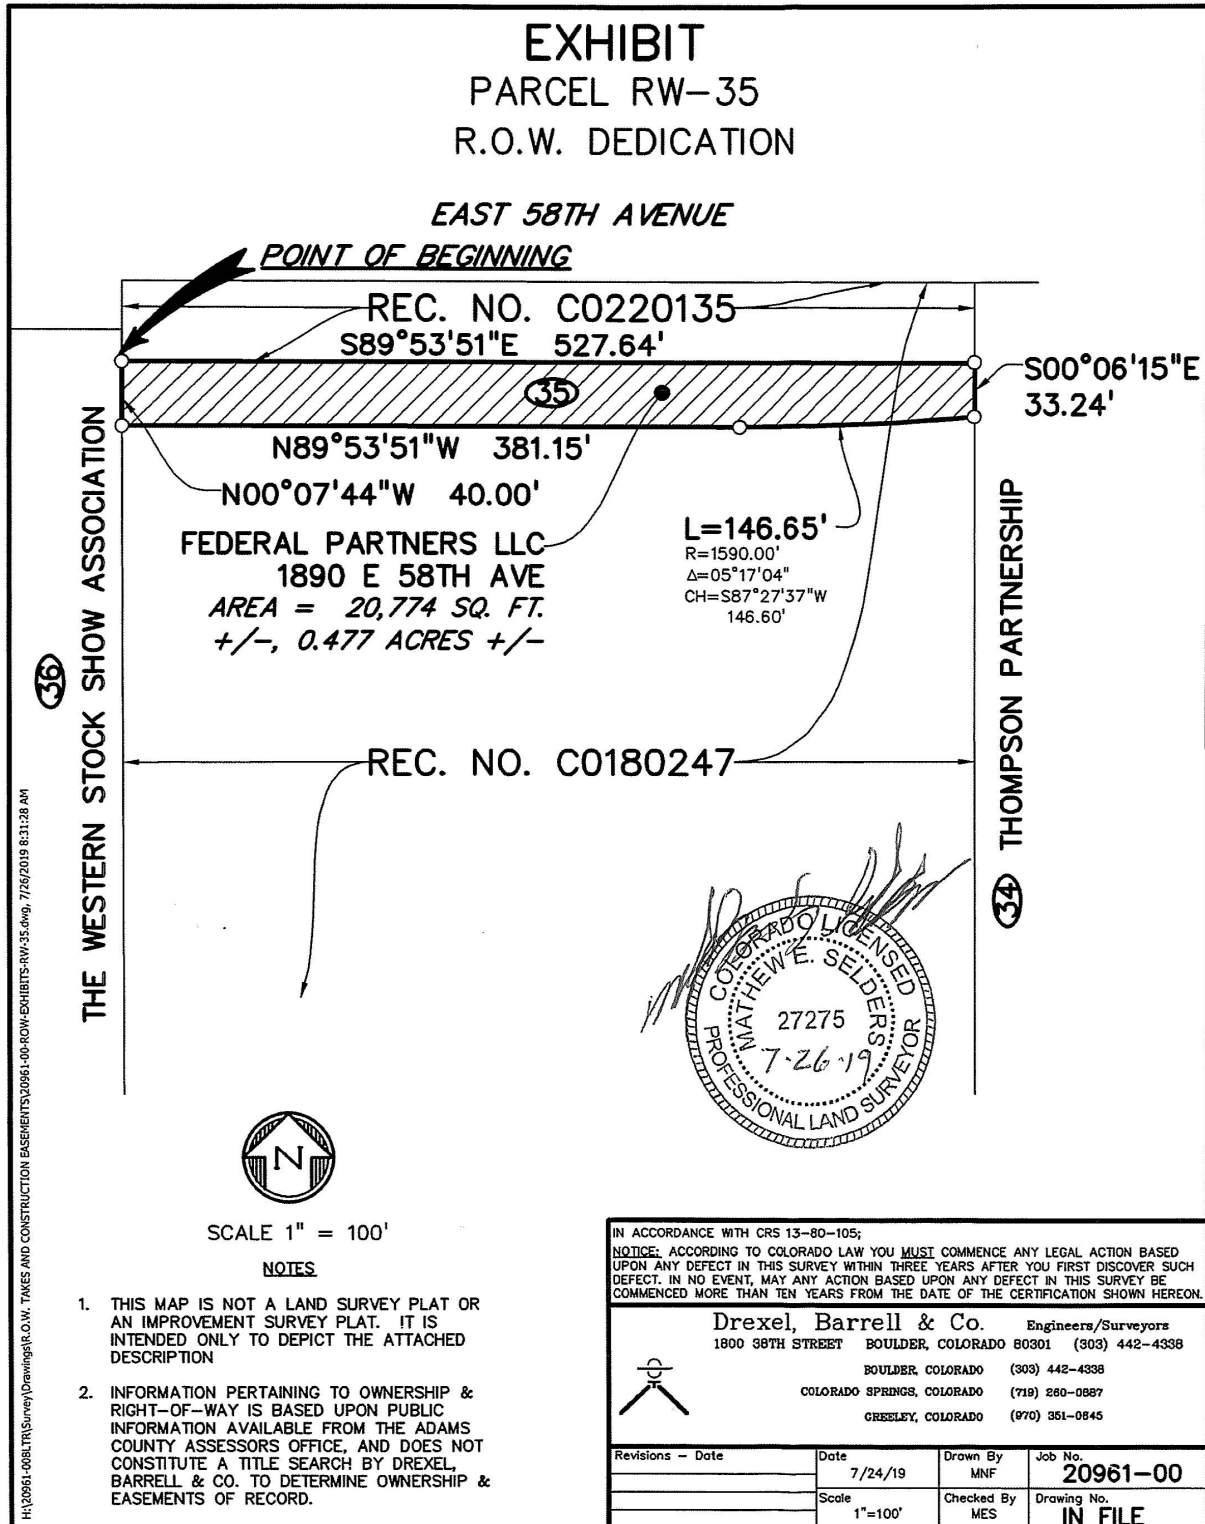 EXHIBIT
PARCEL RW-35
R.O.W. DEDICATION
EAST 58TH AVENUE
POINT OF BEGINNING
REC. NO. C0220135
S89°53'51"E 527.64'
S00°06'15"E
33.24'
35
N89°53'51"W 381.15'
N00°07'44"W 40.00'
FEDERAL PARTNERS LLC
1890 E 58TH AVE
AREA = 20,774 SQ. FT.
+/-, 0.477 ACRES +/-
L=146.65'
R=1590.00'
Δ=05°17'04"
CH=S87°27'37"W
146.60'
36
THE WESTERN STOCK SHOW ASSOCIATION
34 THOMPSON PARTNERSHIP
REC. NO. C0180247
COLORADO LICENSED
MATHEW E. SELDERS
27275
7-26-19
PROFESSIONAL LAND SURVEYOR
N
SCALE 1" = 100'
NOTES
1. THIS MAP IS NOT A LAND SURVEY PLAT OR
AN IMPROVEMENT SURVEY PLAT. IT IS
INTENDED ONLY TO DEPICT THE ATTACHED
DESCRIPTION
2. INFORMATION PERTAINING TO OWNERSHIP &
RIGHT-OF-WAY IS BASED UPON PUBLIC
INFORMATION AVAILABLE FROM THE ADAMS
COUNTY ASSESSORS OFFICE, AND DOES NOT
CONSTITUTE A TITLE SEARCH BY DREXEL,
BARRELL & CO. TO DETERMINE OWNERSHIP &
EASEMENTS OF RECORD.
H:\20961-00BLTR\Survey\Drawings\R.O.W. TAKES AND CONSTRUCTION EASEMENTS\20961-00-ROW-EXHIBITS-RW-35.dwg, 7/26/2019 8:31:28 AM
IN ACCORDANCE WITH CRS 13-80-105;
NOTICE: ACCORDING TO COLORADO LAW YOU MUST COMMENCE ANY LEGAL ACTION BASED
UPON ANY DEFECT IN THIS SURVEY WITHIN THREE YEARS AFTER YOU FIRST DISCOVER SUCH
DEFECT. IN NO EVENT, MAY ANY ACTION BASED UPON ANY DEFECT IN THIS SURVEY BE
COMMENCED MORE THAN TEN YEARS FROM THE DATE OF THE CERTIFICATION SHOWN HEREON.
Drexel, Barrell & Co. Engineers/Surveyors
1800 38TH STREET BOULDER, COLORADO 80301 (303) 442-4338
BOULDER, COLORADO (303) 442-4338
COLORADO SPRINGS, COLORADO (719) 260-0887
GREELEY, COLORADO (970) 351-0645
Revisions - Date
Date
7/24/19
Drawn By
MNF
Job No.
20961-00
Scale
1"=100'
Checked By
MES
Drawing No.
IN FILE